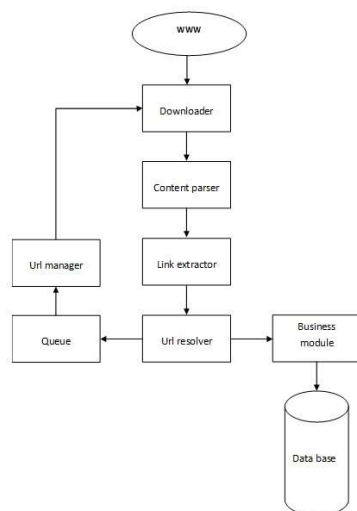 WWW
Downloader
Content parser
Url manager
Link extractor
Queue
Url resolver
Business
module
Data base